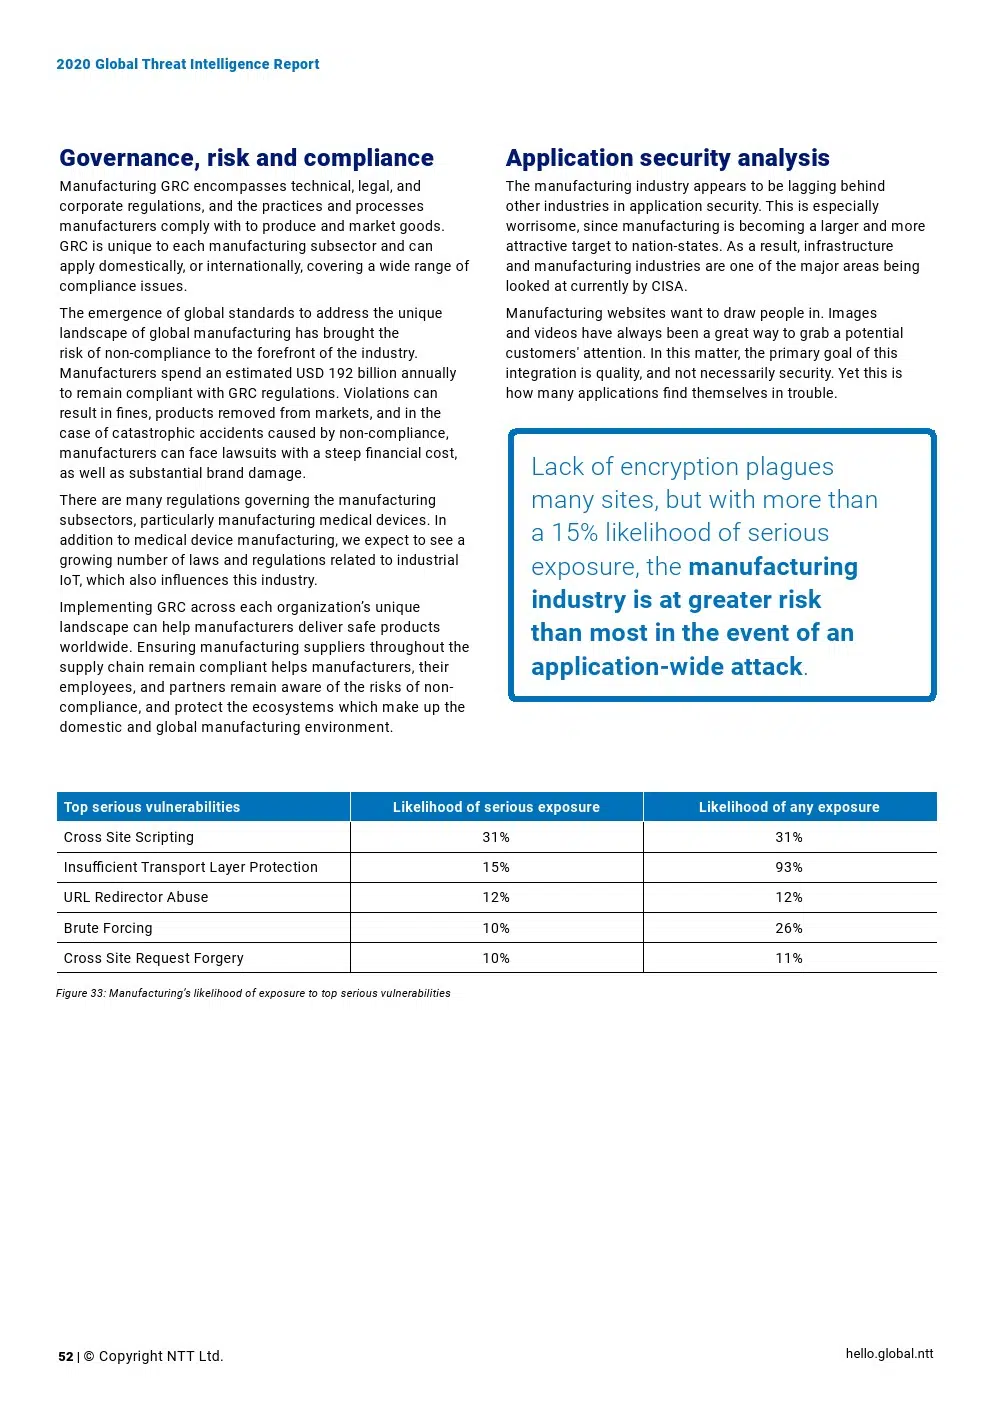 2020 Global Threat Intelligence Report
Governance, risk and compliance
Manufacturing GRC encompasses technical, legal, and
corporate regulations, and the practices and processes
manufacturers comply with to produce and market goods.
GRC is unique to each manufacturing subsector and can
apply domestically, or internationally, covering a wide range of
compliance issues.
The emergence of global standards to address the unique
landscape of global manufacturing has brought the
risk of non-compliance to the forefront of the industry.
Manufacturers spend an estimated USD 192 billion annually
to remain compliant with GRC regulations. Violations can
result in fines, products removed from markets, and in the
case of catastrophic accidents caused by non-compliance,
manufacturers can face lawsuits with a steep financial cost,
as well as substantial brand damage.
There are many regulations governing the manufacturing
subsectors, particularly manufacturing medical devices. In
addition to medical device manufacturing, we expect to see a
growing number of laws and regulations related to industrial
IoT, which also influences this industry.
Implementing GRC across each organization's unique
landscape can help manufacturers deliver safe products
worldwide. Ensuring manufacturing suppliers throughout the
supply chain remain compliant helps manufacturers, their
employees, and partners remain aware of the risks of non-
compliance, and protect the ecosystems which make up the
domestic and global manufacturing environment.
Application security analysis
The manufacturing industry appears to be lagging behind
other industries in application security. This is especially
worrisome, since manufacturing is becoming a larger and more
attractive target to nation-states. As a result, infrastructure
and manufacturing industries are one of the major areas being
looked at currently by CISA.
Manufacturing websites want to draw people in. Images
and videos have always been a great way to grab a potential
customers' attention. In this matter, the primary goal of this
integration is quality, and not necessarily security. Yet this is
how many applications find themselves in trouble.
Lack of encryption plagues
many sites, but with more than
a 15% likelihood of serious
exposure, the manufacturing
industry is at greater risk
than most in the event of an
application-wide attack.
Top serious vulnerabilities Likelihood of serious exposure Likelihood of any exposure
Cross Site Scripting 31% 31%
Insufficient Transport Layer Protection 15% 93%
URL Redirector Abuse 12% 12%
Brute Forcing 10% 26%
Cross Site Request Forgery 10% 11%
Figure 33: Manufacturing's likelihood of exposure to top serious vulnerabilities
52 | © Copyright NTT Ltd.
hello.global.ntt